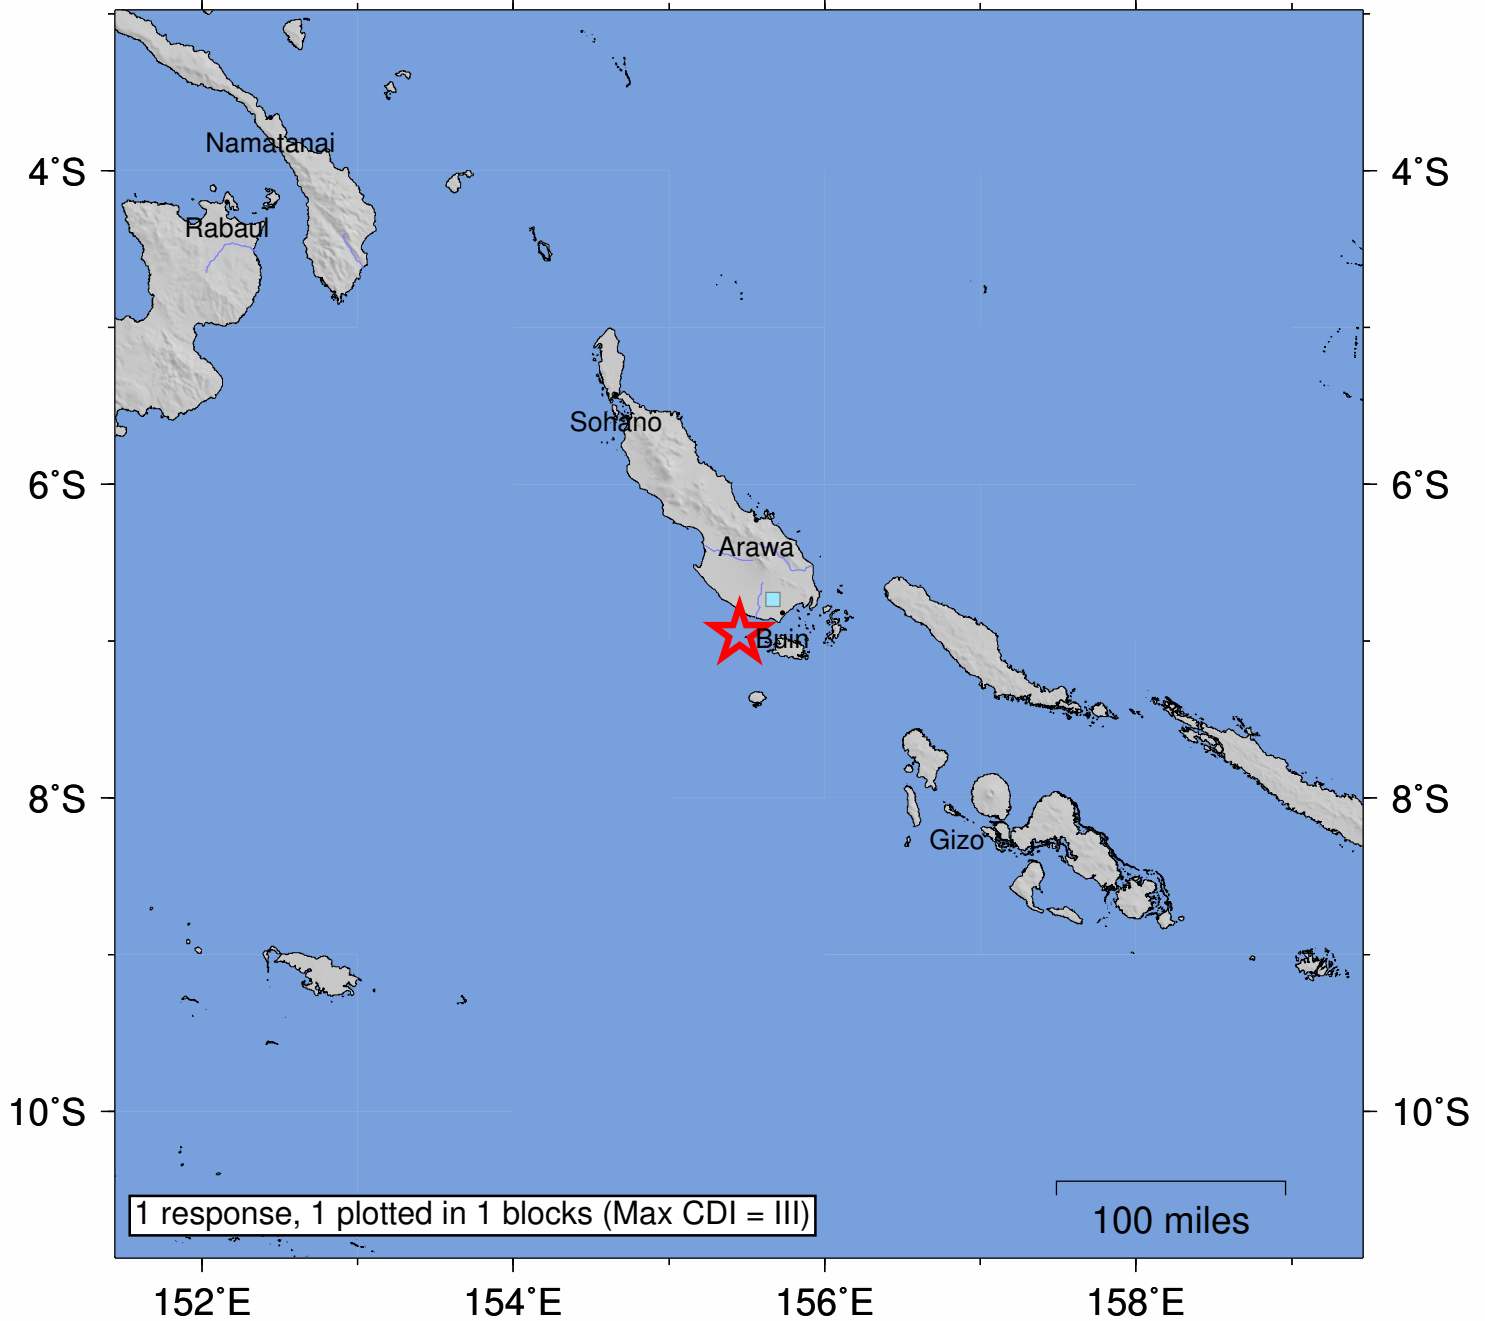 Namatanai
4°S
4°S
Rabaul
Sohano
6°S
6°S
Arawa
Buin
8°S
8°S
Gizo
10°S
10°S
1 response, 1 plotted in 1 blocks (Max CDI = III)
100 miles
152°E
154°E
156°E
158°E